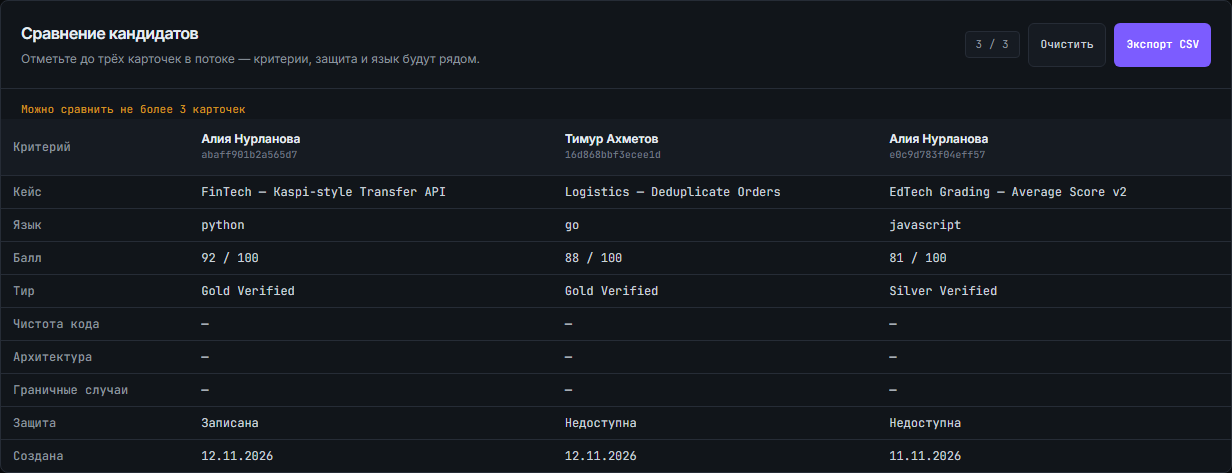 Сравнение кандидатов
Отметьте до трёх карточек в потоке — критерии, защита и язык будут рядом.
3 / 3
Очистить
Экспорт CSV
Можно сравнить не более 3 карточек
Критерий
Алия Нурланова
abaff901b2a565d7
Тимур Ахметов
16d868bbf3ecee1d
Алия Нурланова
e0c9d783f04eff57
Кейс FinTech — Kaspi-style Transfer API Logistics — Deduplicate Orders EdTech Grading — Average Score v2
Язык python go javascript
Балл 92 / 100 88 / 100 81 / 100
Тир Gold Verified Gold Verified Silver Verified
Чистота кода — — —
Архитектура — — —
Граничные случаи — — —
Защита Записана Недоступна Недоступна
Создана 12.11.2026 12.11.2026 11.11.2026